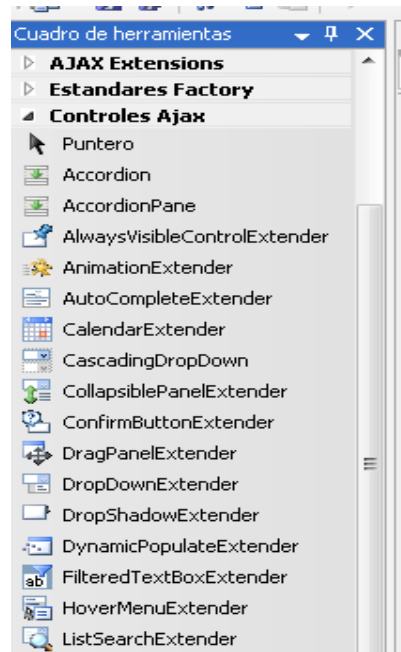 Cuadro de herramientas
AJAX Extensions
Estandares Factory
Controles Ajax
Puntero
Accordion
AccordionPane
AlwaysVisibleControlExtender
AnimationExtender
AutoCompleteExtender
CalendarExtender
CascadingDropDown
CollapsiblePanelExtender
ConfirmButtonExtender
DragPanelExtender
DropDownExtender
DropShadowExtender
DynamicPopulateExtender
FilteredTextBoxExtender
HoverMenuExtender
ListSearchExtender